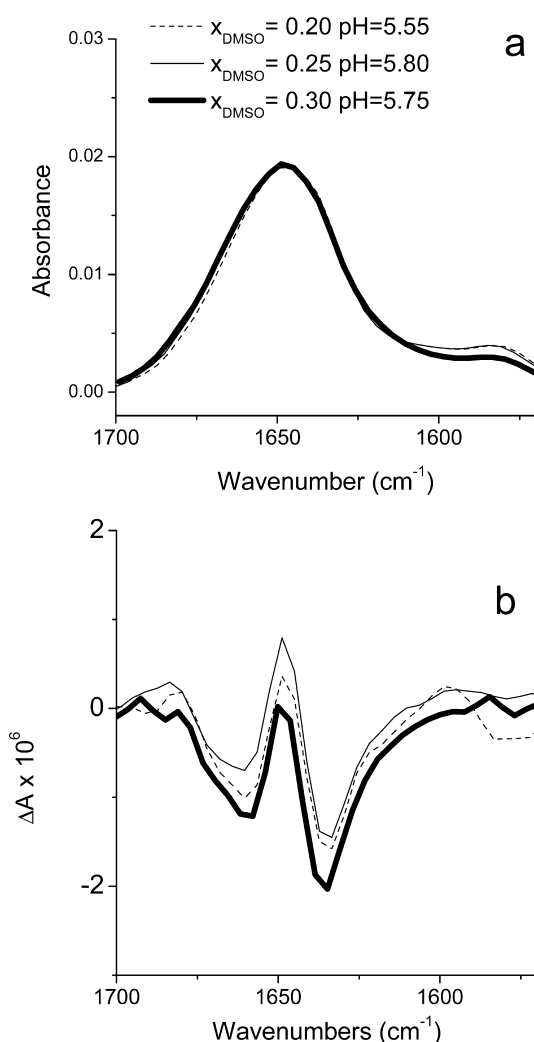 0.03
x_DMSO = 0.20 pH=5.55
a
x_DMSO = 0.25 pH=5.80
x_DMSO = 0.30 pH=5.75
0.02
Absorbance
0.01
0.00
1700 1650 1600
Wavenumber (cm⁻¹)
2
b
0
ΔA x 10⁶
-2
1700 1650 1600
Wavenumbers (cm⁻¹)